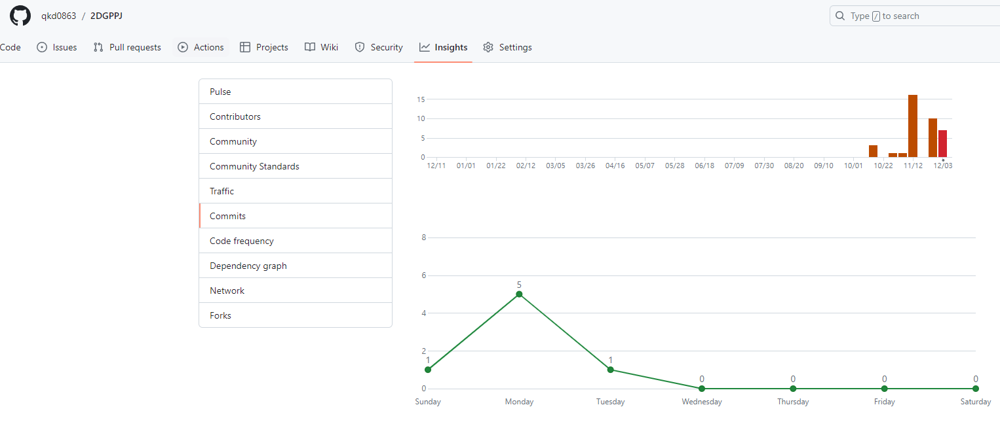 qkd0863 / 2DGPPJ
Type / to search
Code Issues Pull requests Actions Projects Wiki Security Insights Settings
Pulse
Contributors
Community
Community Standards
Traffic
Commits
Code frequency
Dependency graph
Network
Forks
15
10
5
0
12/11 01/01 01/22 02/12 03/05 03/26 04/16 05/07 05/28 06/18 07/09 07/30 08/20 09/10 10/01 10/22 11/12 12/03
8
6
4
2
0
1 5 1 0 0 0 0
Sunday Monday Tuesday Wednesday Thursday Friday Saturday